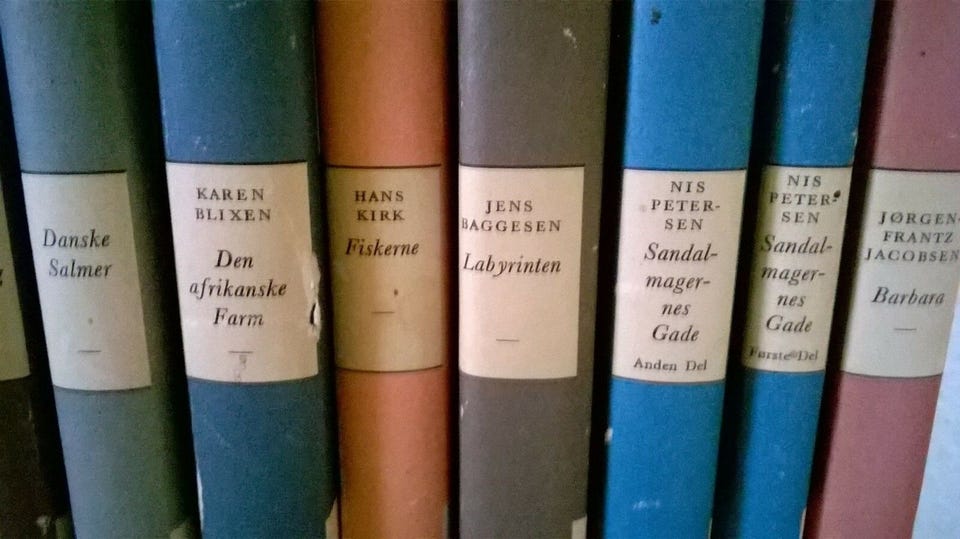 Danske
Salmer
KAREN
BLIXEN
Den
afrikanske
Farm
HANS
KIRK
Fiskerne
JENS
BAGGESEN
Labyrinten
NIS
PETER-
SEN
Sandal-
mager-
nes
Gade
Anden Del
NIS
PETER-
SEN
Sandal-
mager-
nes
Gade
Første Del
JØRGEN-
FRANTZ
JACOBSEN
Barbara